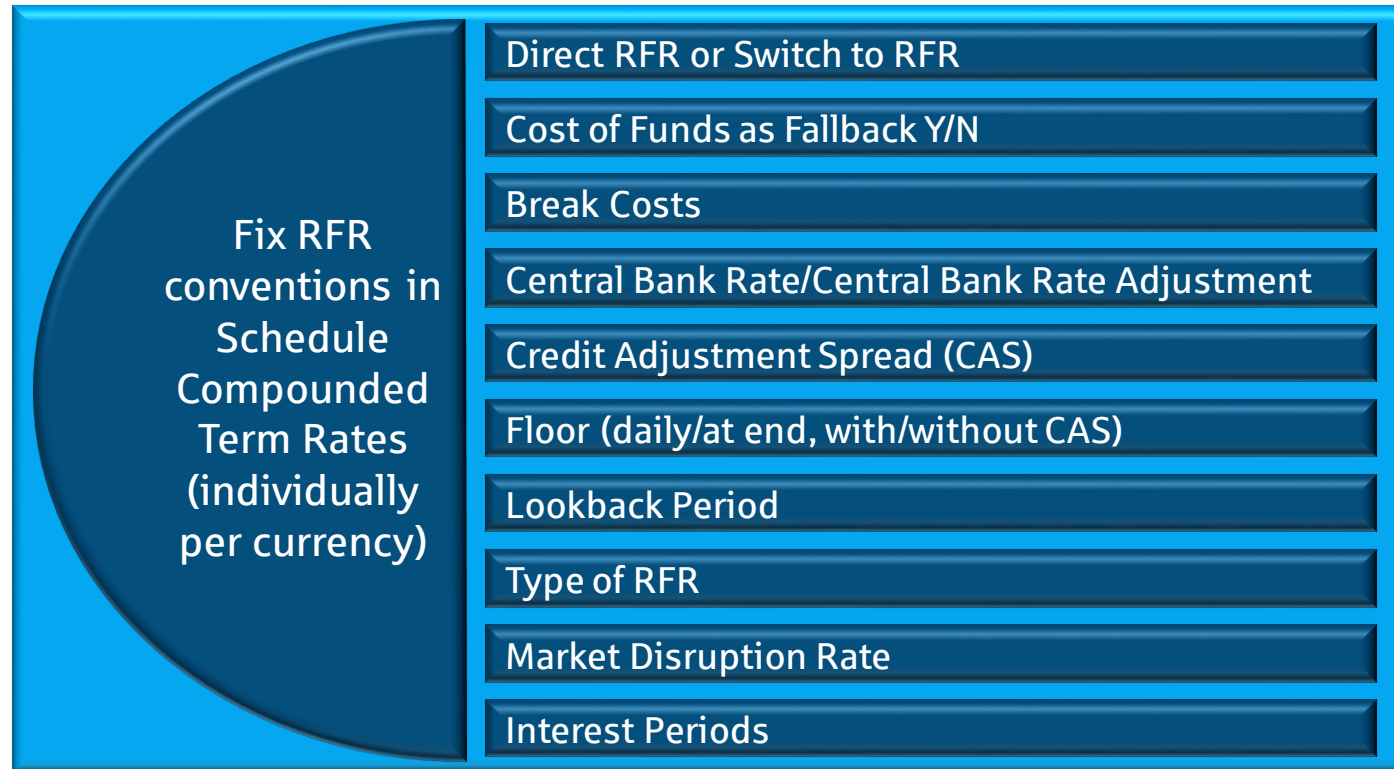 Fix RFR
conventions in
Schedule
Compounded
Term Rates
(individually
per currency)
Direct RFR or Switch to RFR
Cost of Funds as Fallback Y/N
Break Costs
Central Bank Rate/Central Bank Rate Adjustment
Credit Adjustment Spread (CAS)
Floor (daily/at end, with/without CAS)
Lookback Period
Type of RFR
Market Disruption Rate
Interest Periods